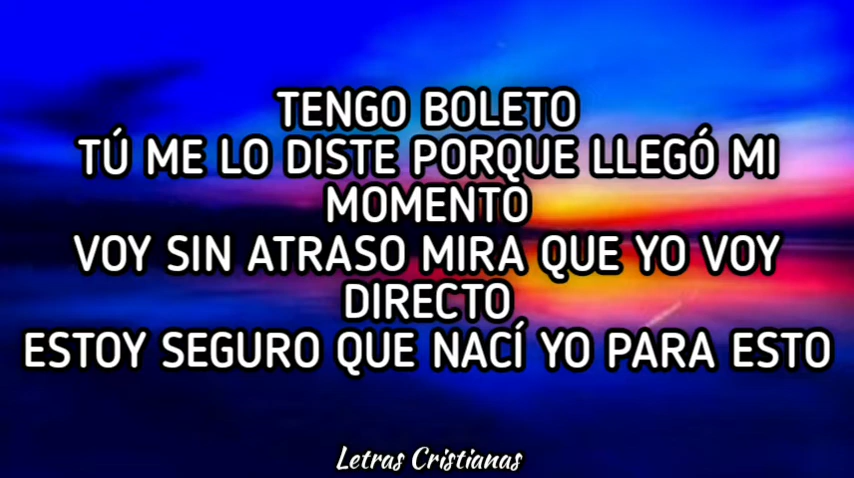 TENGO BOLETO
TÚ ME LO DISTE PORQUE LLEGÓ MI
MOMENTO
VOY SIN ATRASO MIRA QUE YO VOY
DIRECTO
ESTOY SEGURO QUE NACÍ YO PARA ESTO
Letras Cristianas